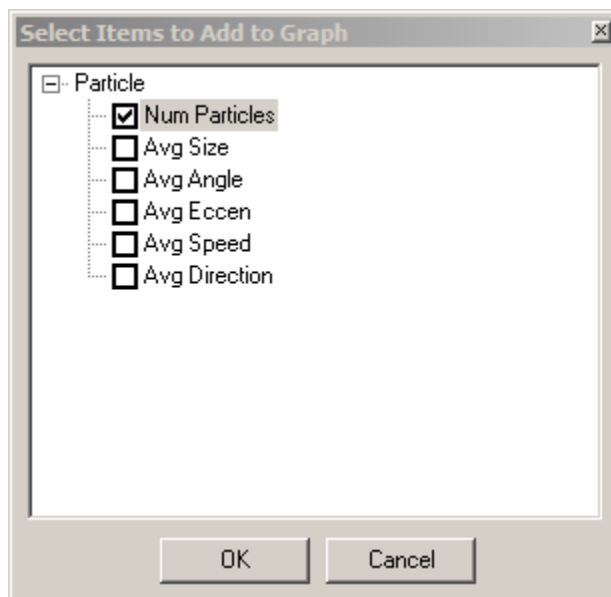 Select Items to Add to Graph
Particle
Num Particles
Avg Size
Avg Angle
Avg Eccen
Avg Speed
Avg Direction
OK Cancel